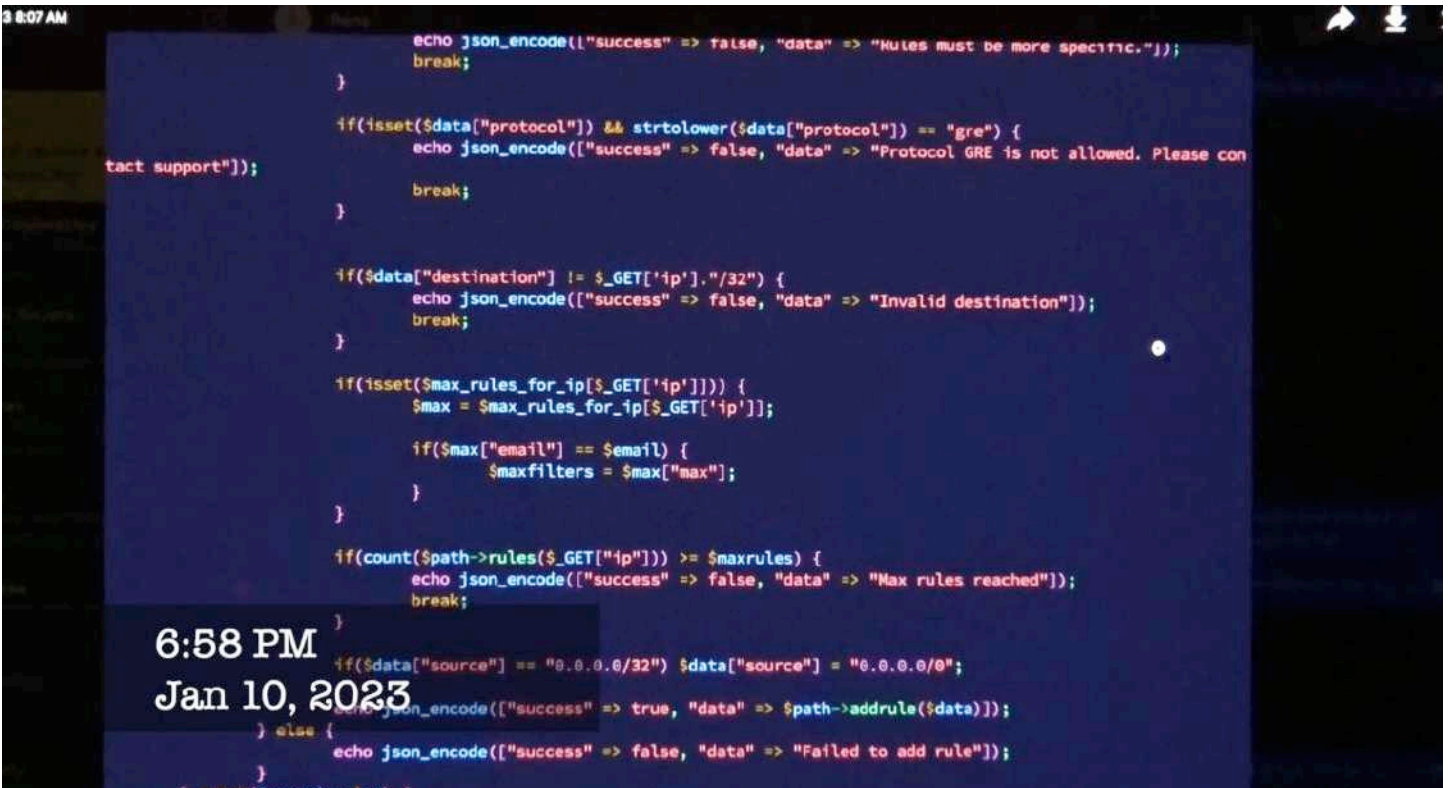 3 8:07 AM
echo json_encode(["success" => false, "data" => "Rules must be more specific."]);
break;
}
if(isset($data["protocol"]) && strtolower($data["protocol"]) == "gre") {
echo json_encode(["success" => false, "data" => "Protocol GRE is not allowed. Please con
tact support"]);
break;
}
if($data["destination"] != $_GET['ip']."/32") {
echo json_encode(["success" => false, "data" => "Invalid destination"]);
break;
}
if(isset($max_rules_for_ip[$_GET['ip']])) {
$max = $max_rules_for_ip[$_GET['ip']];
if($max["email"] == $email) {
$maxfilters = $max["max"];
}
}
if(count($path->rules($_GET["ip"])) >= $maxrules) {
echo json_encode(["success" => false, "data" => "Max rules reached"]);
break;
}
if($data["source"] == "0.0.0.0/32") $data["source"] = "0.0.0.0/0";
echo json_encode(["success" => true, "data" => $path->addrule($data)]);
} else {
echo json_encode(["success" => false, "data" => "Failed to add rule"]);
}
6:58 PM
Jan 10, 2023